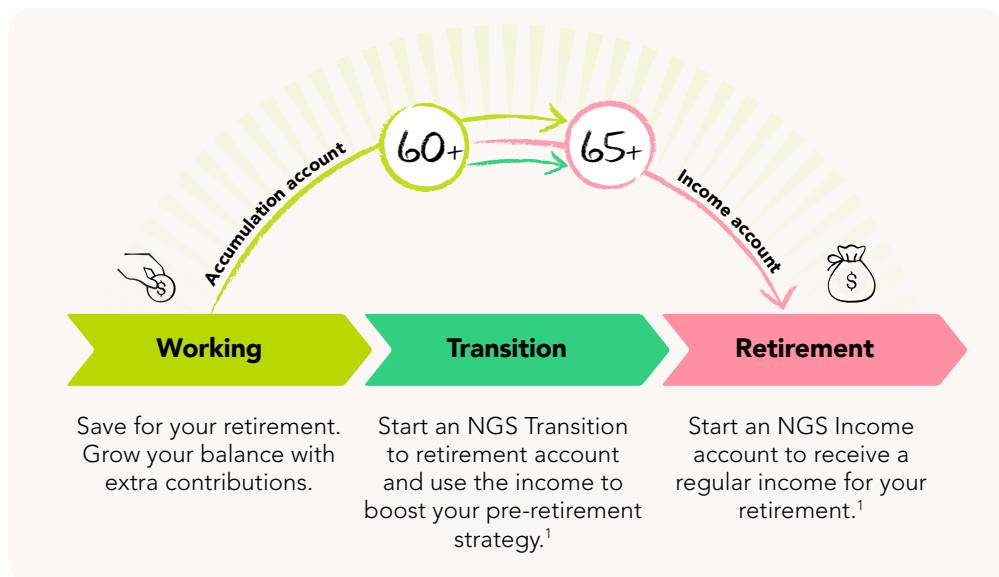 Accumulation account
60+
65+
Income account
$
$
Working
Transition
Retirement
Save for your retirement.
Grow your balance with
extra contributions.
Start an NGS Transition
to retirement account
and use the income to
boost your pre-retirement
strategy.¹
Start an NGS Income
account to receive a
regular income for your
retirement.¹